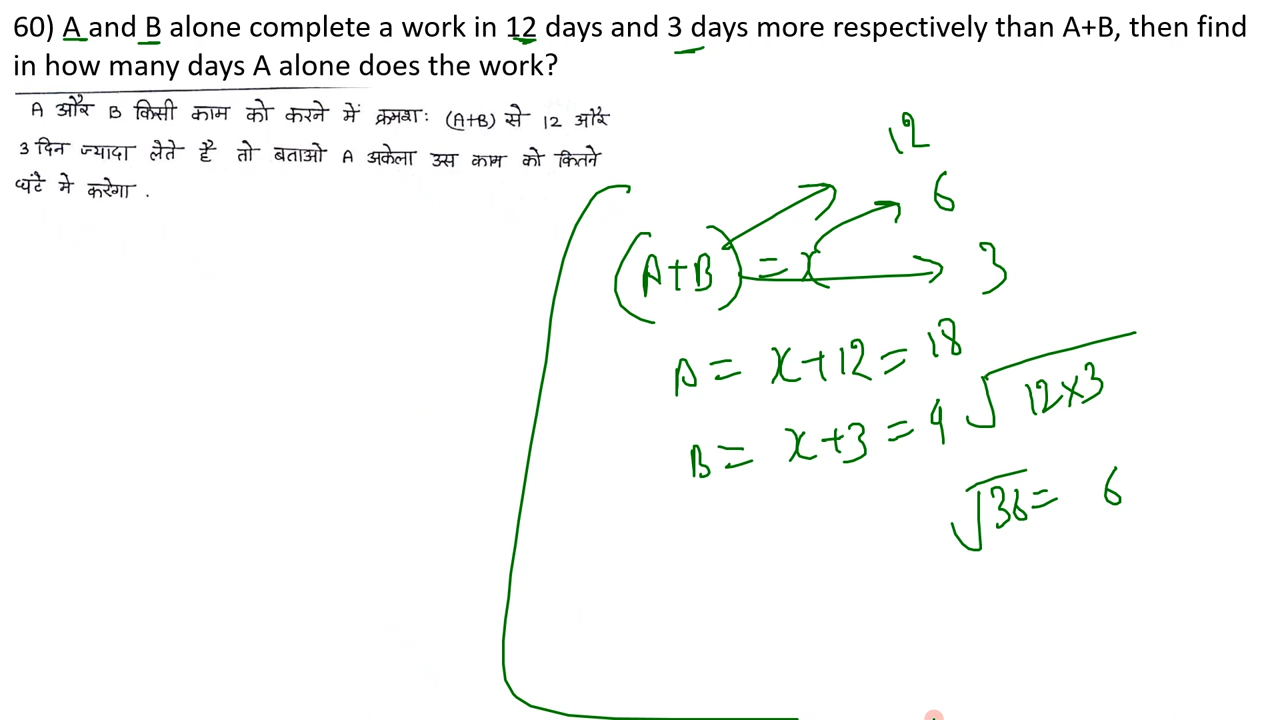 60) A and B alone complete a work in 12 days and 3 days more respectively than A+B, then find
in how many days A alone does the work?
A और B किसी काम को करने में क्रमशः (A+B) से 12 और
3 दिन ज्यादा लेते है तो बताओ A अकेला उस काम को कितने
घंटे मे करेगा .
12
6
(A+B) = x
3
A = x+12 = 18
√12×3
B = x+3 = 9
√36 = 6